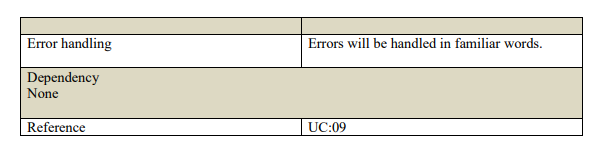 Error handling Errors will be handled in familiar words.
Dependency
None
Reference UC:09